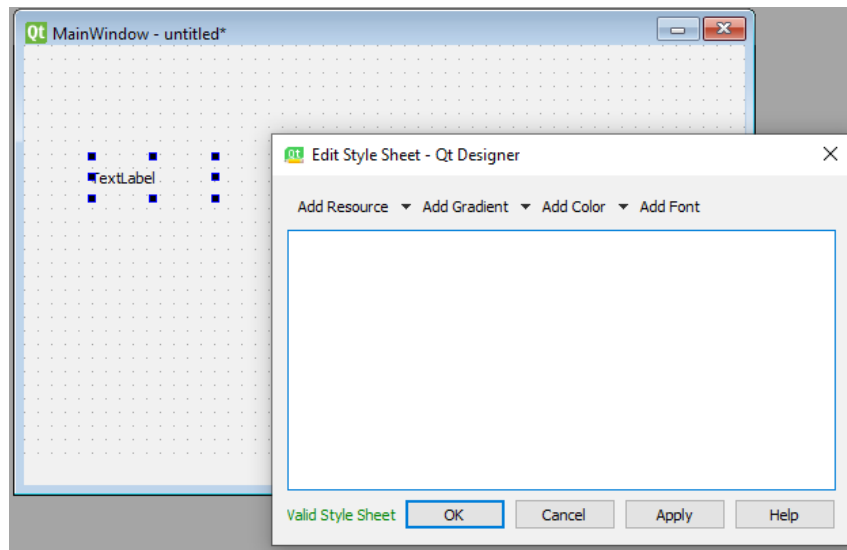 Qt MainWindow - untitled*
TextLabel
Qt Edit Style Sheet - Qt Designer
Add Resource Add Gradient Add Color Add Font
Valid Style Sheet OK Cancel Apply Help